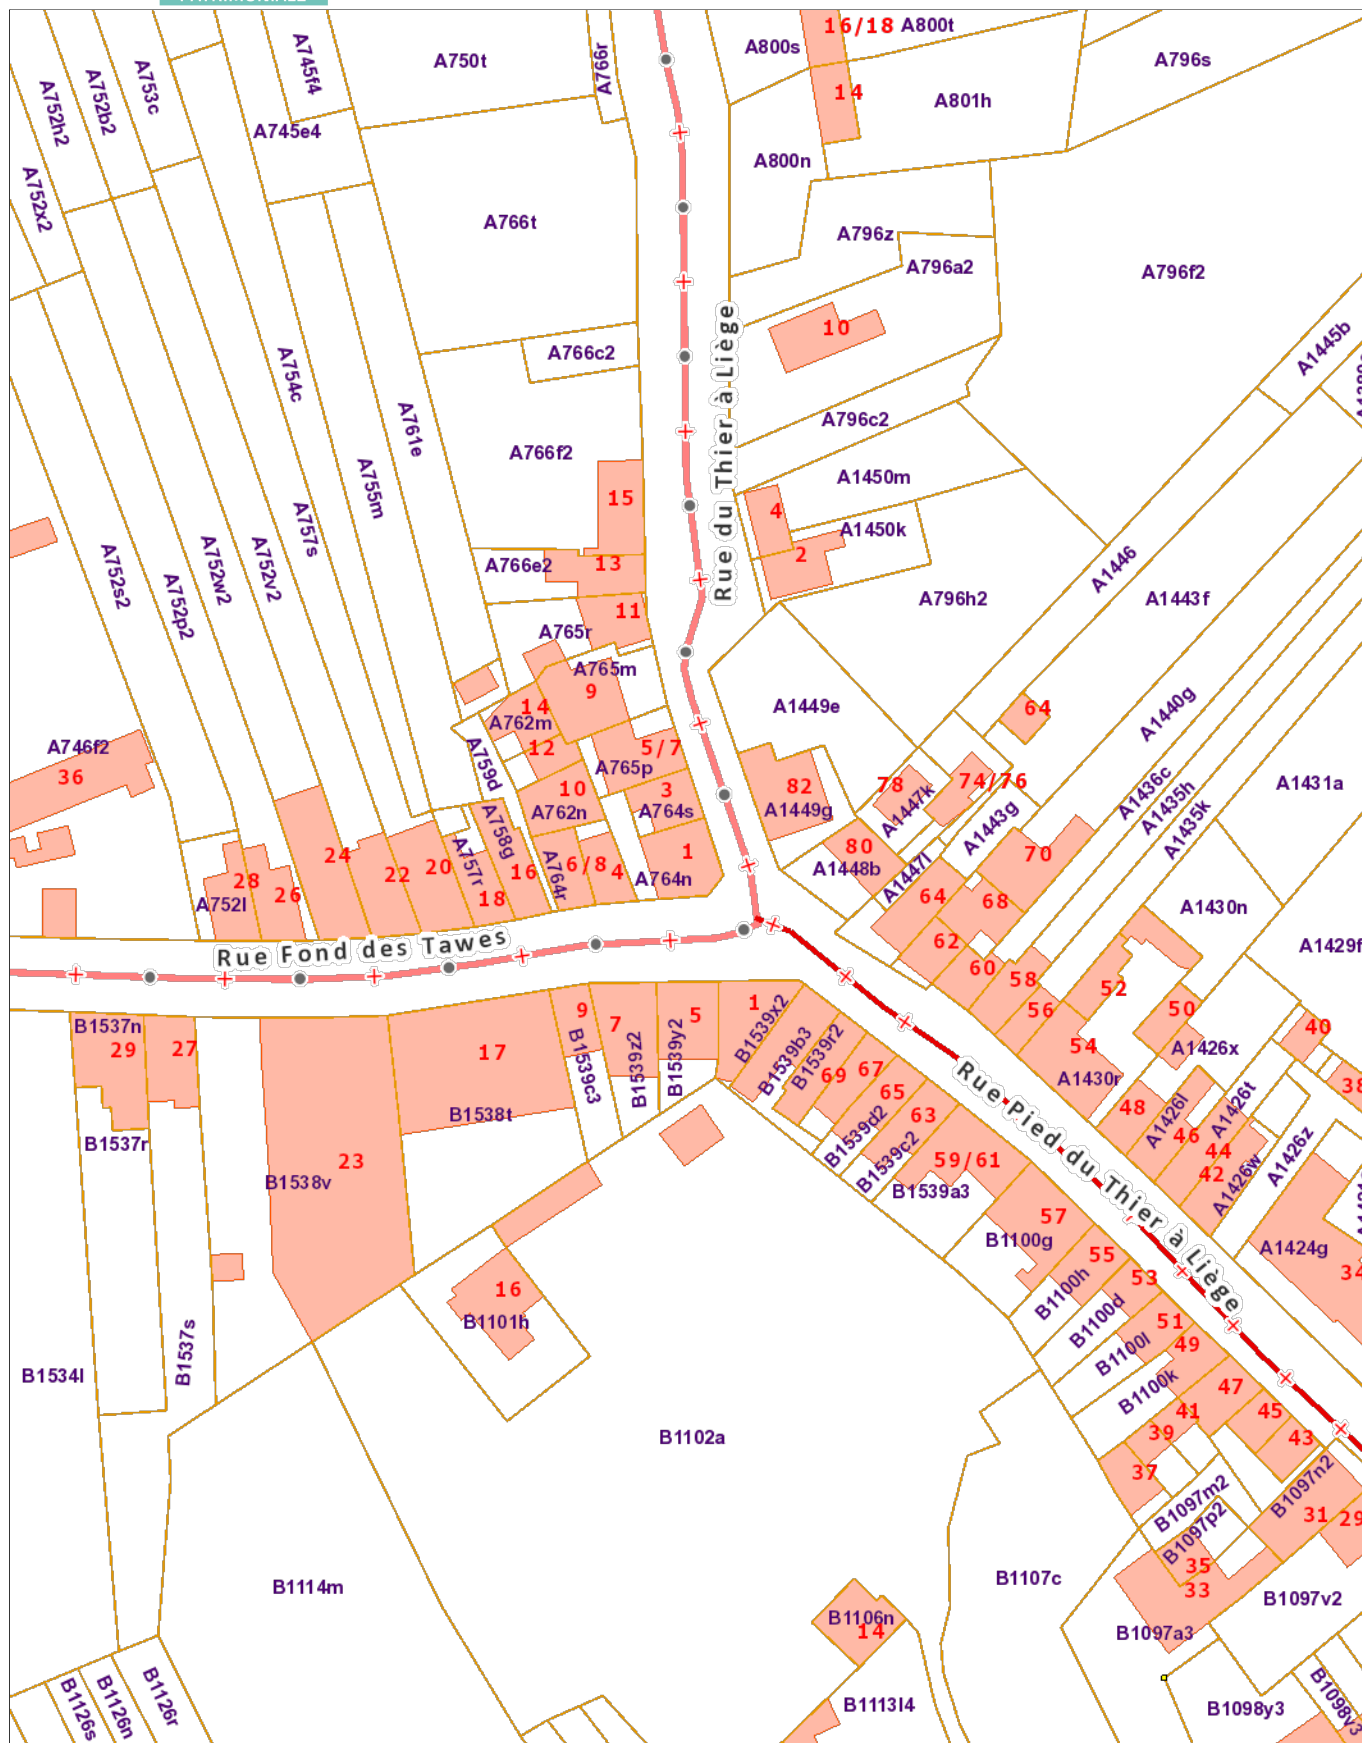 16/18
A800t
A800s
A750t
A766r
A745f4
A796s
A753c
A752b2
A752h2
14
A801h
A745e4
A800n
A752x2
A766t
A796z
A796a2
A796f2
10
Rue du Thier à Liège
A766c2
A1445b
A754c
A761e
A796c2
A766f2
A755m
A1450m
15
4
A757s
A1450k
2
A766e2
13
A752s2
A752p2
A752w2
A752v2
A1446
A796h2
A1443f
11
A765r
A765m
9
14
A762m
A1449e
64
A1440g
A746f2
36
12
5/7
A765p
A759d
10
3
A762n
A764s
82
A1449g
78
A1447k
74/76
A1443g
A1436c
A1435h
A1435k
A1431a
24
22
20
A758g
A757r
16
18
A764r
6/8
4
1
A764n
80
A1448b
A1447l
70
64
68
28
26
A752l
A1430n
Rue Fond des Tawes
62
60
58
56
52
50
A1429f
B1537n
29
27
17
9
B1539c3
7
B1539z2
5
B1539y2
1
B1539x2
B1539b3
B1539r2
69
67
65
63
54
A1430r
A1426x
40
38
48
A1426l
46
A1426t
44
42
A1426w
A1426z
B1538t
B1537r
23
B1538v
B1539d2
B1539c2
59/61
B1539a3
Rue Pied du Thier à Liège
57
B1100g
55
B1100h
53
B1100d
A1424g
34
16
B1101h
51
B1100l
49
B1100k
47
45
43
41
39
37
B1534l
B1537s
B1102a
B1097m2
B1097p2
B1097n2
31
29
35
33
B1114m
B1107c
B1097v2
B1106n
14
B1097a3
B1126s
B1126n
B1126r
B1113l4
B1098y3
B1098v3